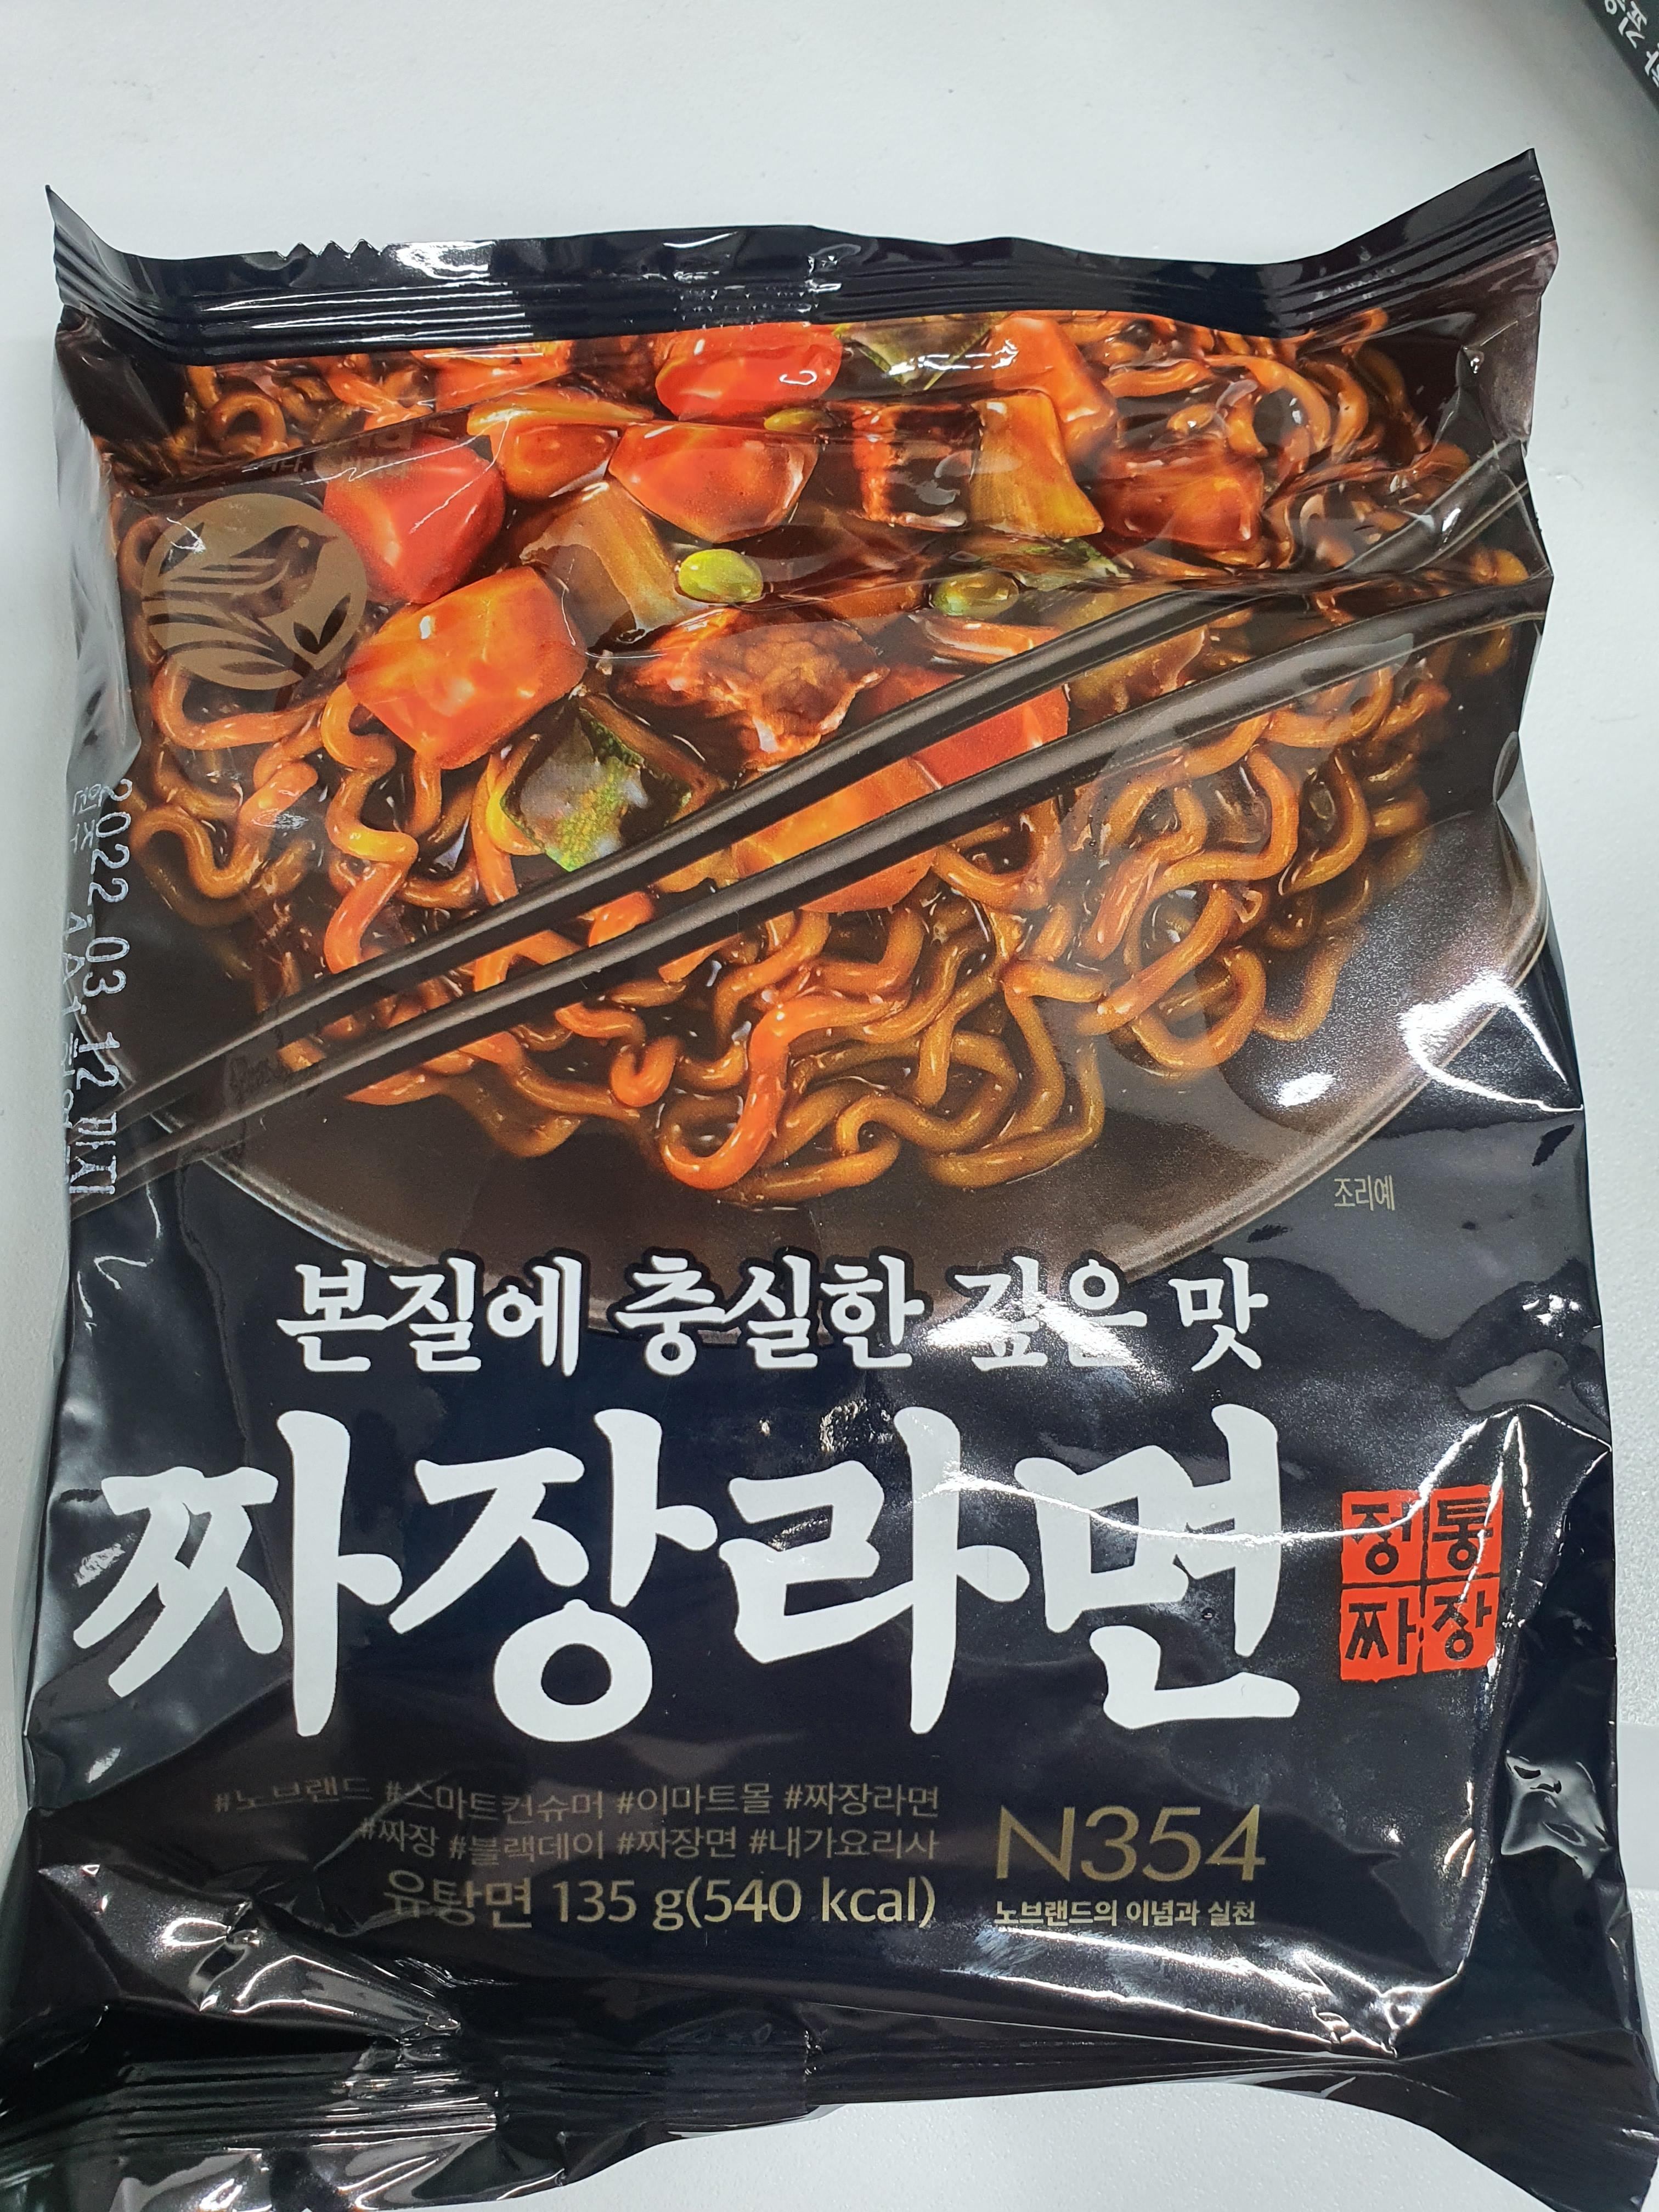 2022.03.12 까지
조리예
본질에 충실한 깊은 맛
짜장라면
정통
짜장
#노브랜드 #스마트컨슈머 #이마트몰 #짜장라면
#짜장 #블랙데이 #짜장면 #내가요리사
유탕면 135 g(540 kcal)
N354
노브랜드의 이념과 실천